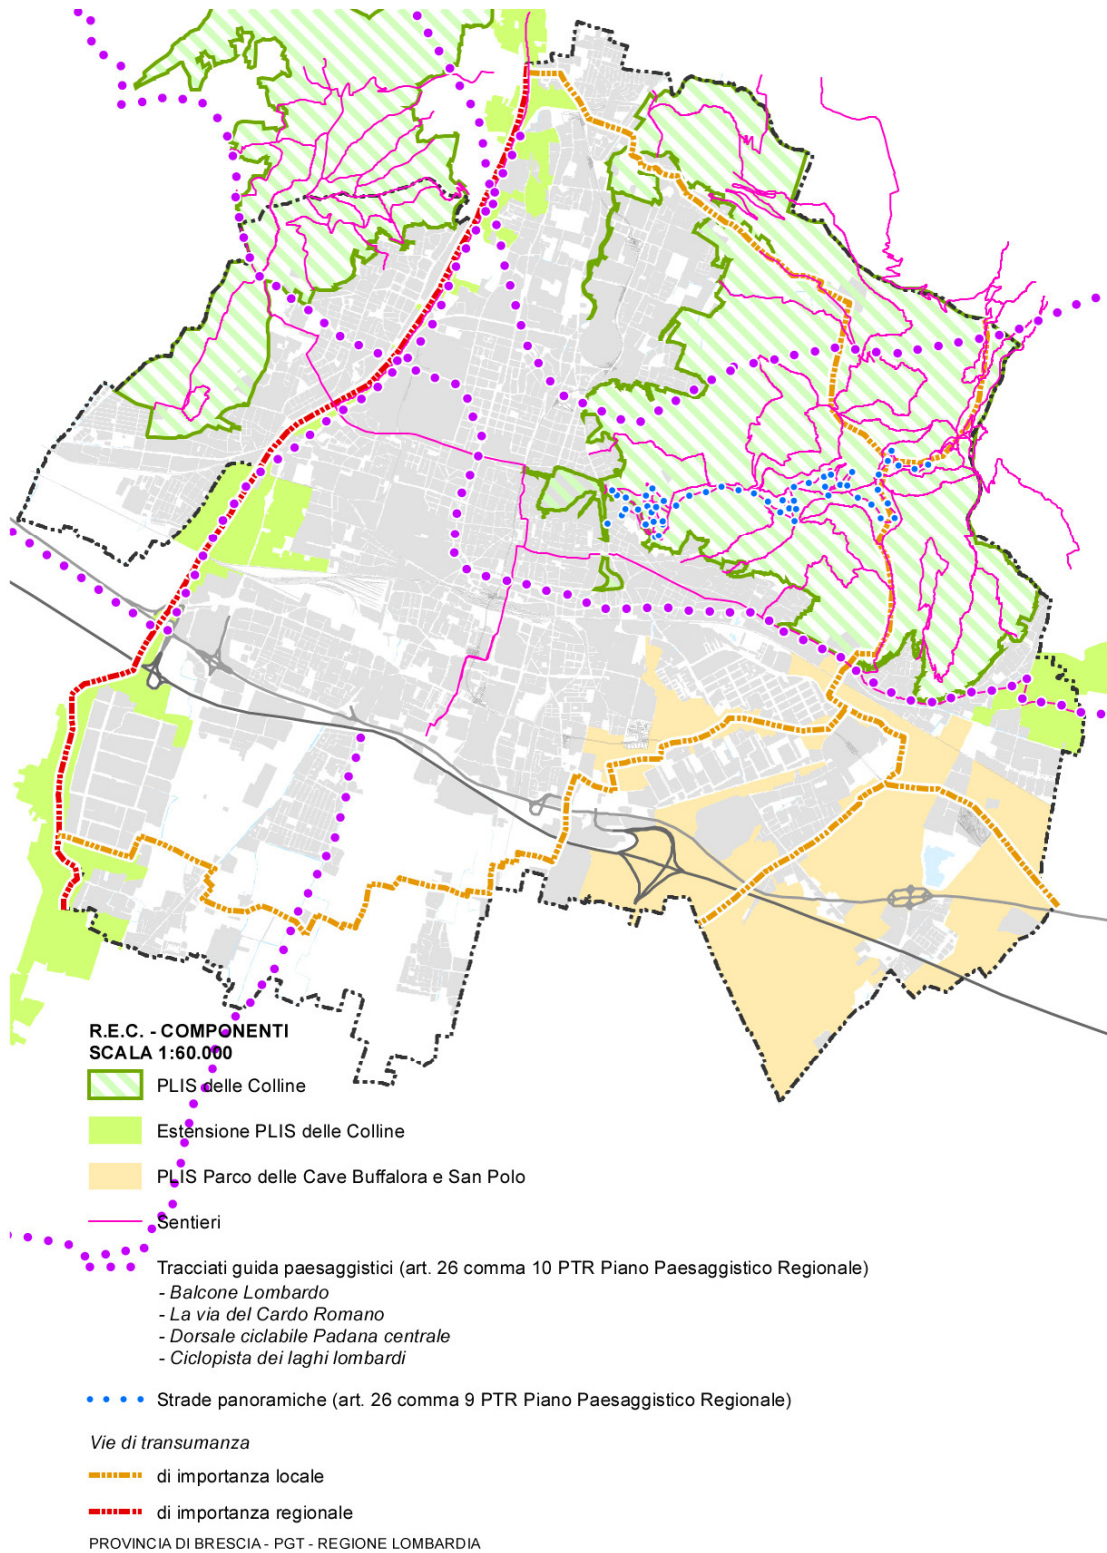 R.E.C. - COMPONENTI
SCALA 1:60.000
PLIS delle Colline
Estensione PLIS delle Colline
PLIS Parco delle Cave Buffalora e San Polo
Sentieri
Tracciati guida paesaggistici (art. 26 comma 10 PTR Piano Paesaggistico Regionale)
- Balcone Lombardo
- La via del Cardo Romano
- Dorsale ciclabile Padana centrale
- Ciclopista dei laghi lombardi
Strade panoramiche (art. 26 comma 9 PTR Piano Paesaggistico Regionale)
Vie di transumanza
di importanza locale
di importanza regionale
PROVINCIA DI BRESCIA - PGT - REGIONE LOMBARDIA